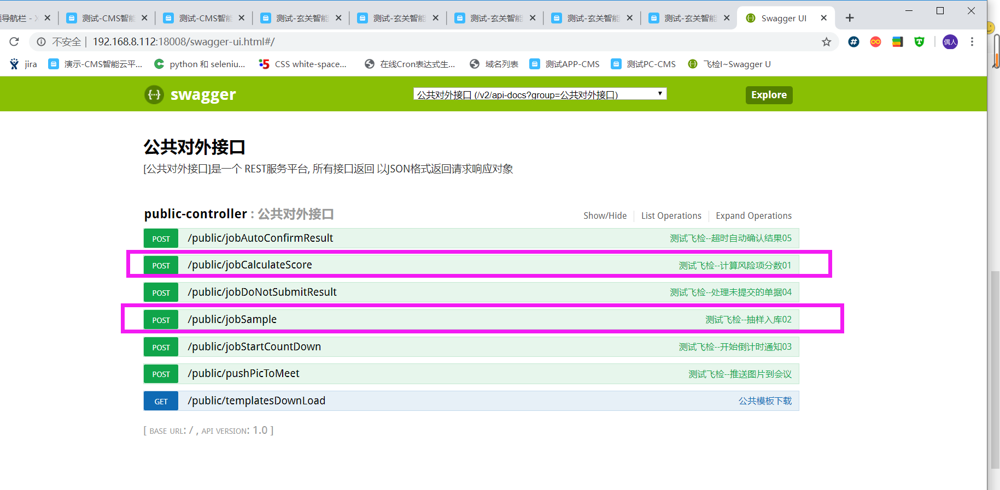 测试-CMS智能
测试-CMS智能
测试-玄关智能
测试-玄关智能
测试-玄关智能
测试-玄关智能
测试-玄关智能
Swagger UI
不安全 | 192.168.8.112:18008/swagger-ui.html#/
偶人
jira
演示-CMS智能云平...
python 和 seleniu...
CSS white-space...
在线Cron表达式生...
域名列表
测试APP-CMS
测试PC-CMS
飞检I~Swagger U
swagger
公共对外接口 (/v2/api-docs?group=公共对外接口)
Explore
公共对外接口
[公共对外接口]是一个 REST服务平台, 所有接口返回 以JSON格式返回请求响应对象
public-controller : 公共对外接口
Show/Hide
List Operations
Expand Operations
POST /public/jobAutoConfirmResult 测试飞检--超时自动确认结果05
POST /public/jobCalculateScore 测试飞检--计算风险项分数01
POST /public/jobDoNotSubmitResult 测试飞检--处理未提交的单据04
POST /public/jobSample 测试飞检--抽样入库02
POST /public/jobStartCountDown 测试飞检--开始倒计时通知03
POST /public/pushPicToMeet 测试飞检--推送图片到会议
GET /public/templatesDownLoad 公共模板下载
[ BASE URL: / , API VERSION: 1.0 ]